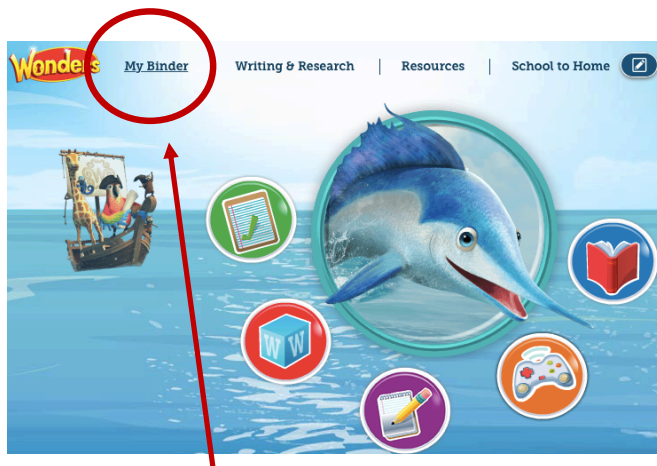 Wonders
My Binder
Writing & Research | Resources | School to Home
W W